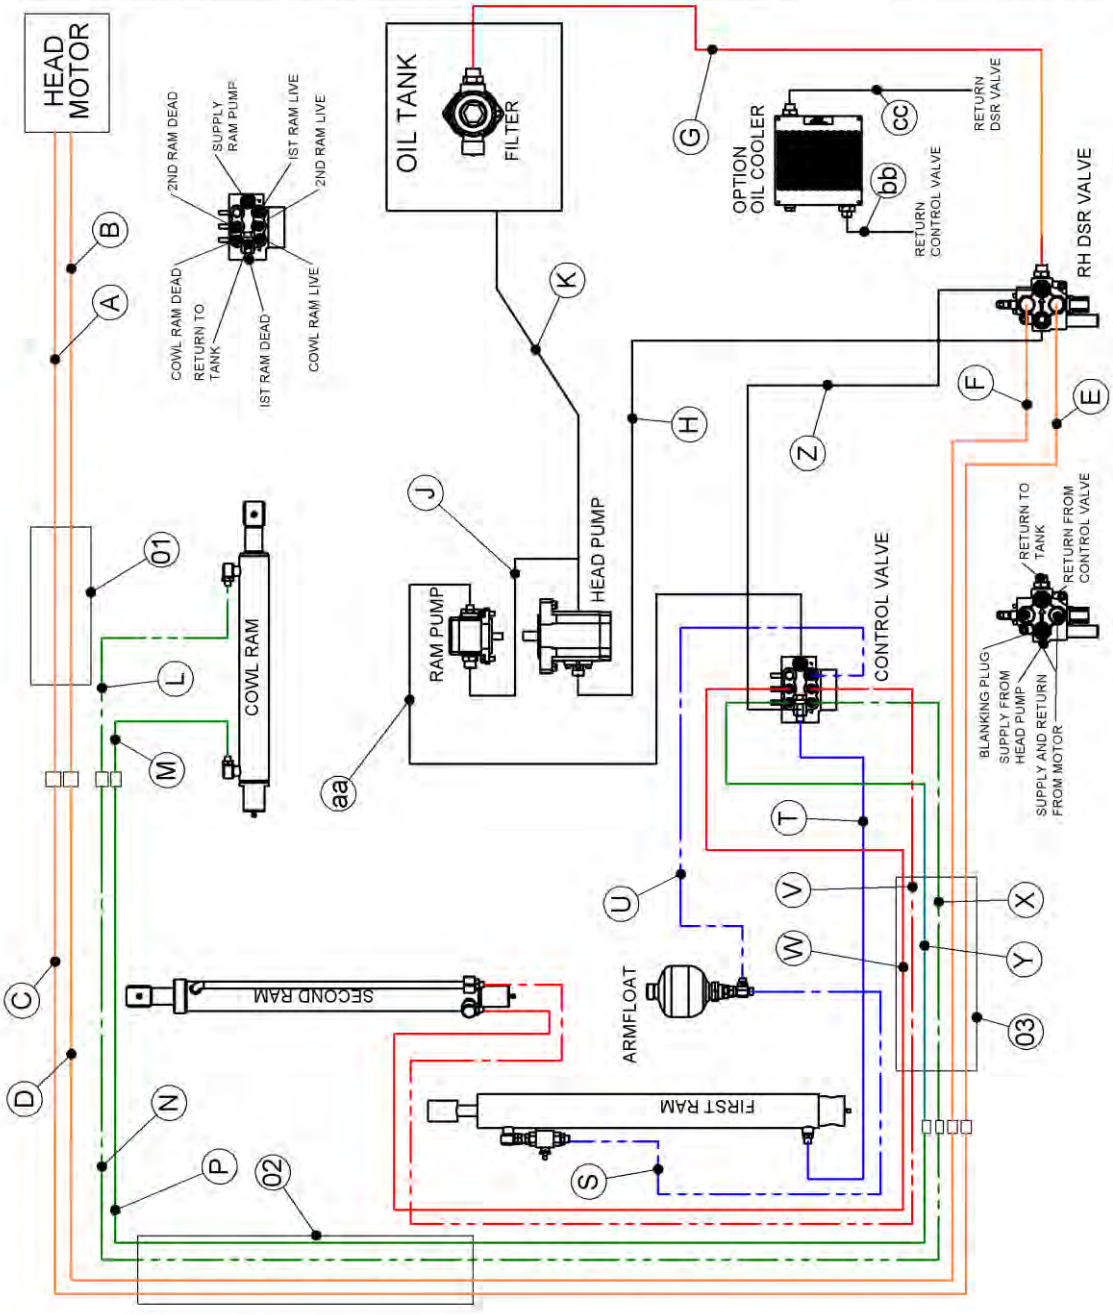 HEAD
MOTOR
B
A
2ND RAM DEAD
SUPPLY
RAM PUMP
IST RAM LIVE
2ND RAM LIVE
COWL RAM DEAD
RETURN TO
TANK
IST RAM DEAD
COWL RAM LIVE
OIL TANK
FILTER
G
cc
RETURN
DSR VALVE
OPTION
OIL COOLER
bb
RETURN
CONTROL VALVE
RH DSR VALVE
K
H
F
E
Z
01
L
M
COWL RAM
J
RAM PUMP
HEAD PUMP
aa
CONTROL VALVE
BLANKING PLUG
SUPPLY FROM
HEAD PUMP
SUPPLY AND RETURN
FROM MOTOR
RETURN TO
TANK
RETURN FROM
CONTROL VALVE
T
U
V
W
X
Y
03
C
D
N
P
02
SECOND RAM
ARMFLOAT
FIRST RAM
S